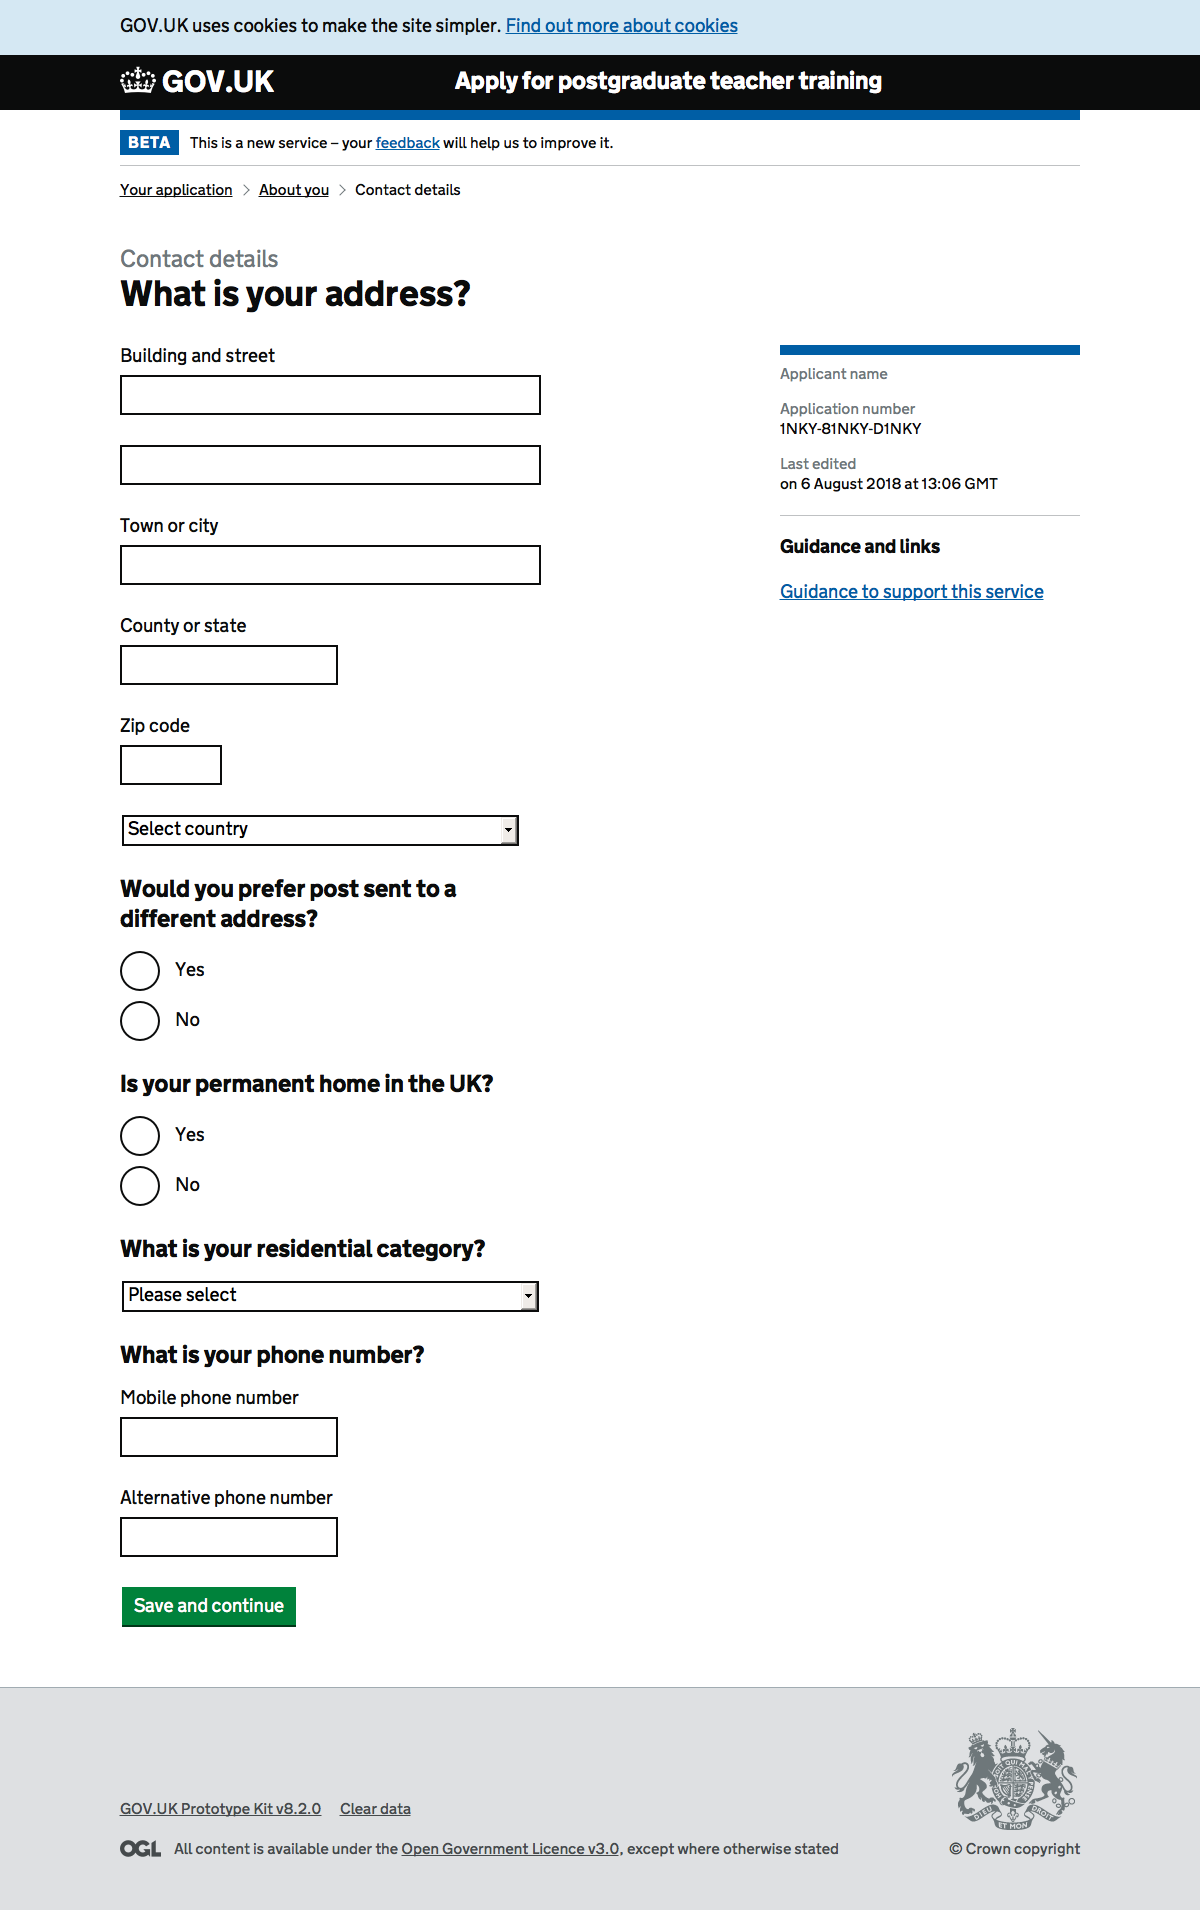 GOV.UK uses cookies to make the site simpler. Find out more about cookies
GOV.UK
Apply for postgraduate teacher training
BETA This is a new service – your feedback will help us to improve it.
Your application > About you > Contact details
Contact details
What is your address?
Building and street
Town or city
County or state
Zip code
Select country
Would you prefer post sent to a
different address?
Yes
No
Is your permanent home in the UK?
Yes
No
What is your residential category?
Please select
What is your phone number?
Mobile phone number
Alternative phone number
Save and continue
Applicant name
Application number
1NKY-81NKY-D1NKY
Last edited
on 6 August 2018 at 13:06 GMT
Guidance and links
Guidance to support this service
GOV.UK Prototype Kit v8.2.0 Clear data
OGL All content is available under the Open Government Licence v3.0, except where otherwise stated
DIEU ET MON DROIT
© Crown copyright